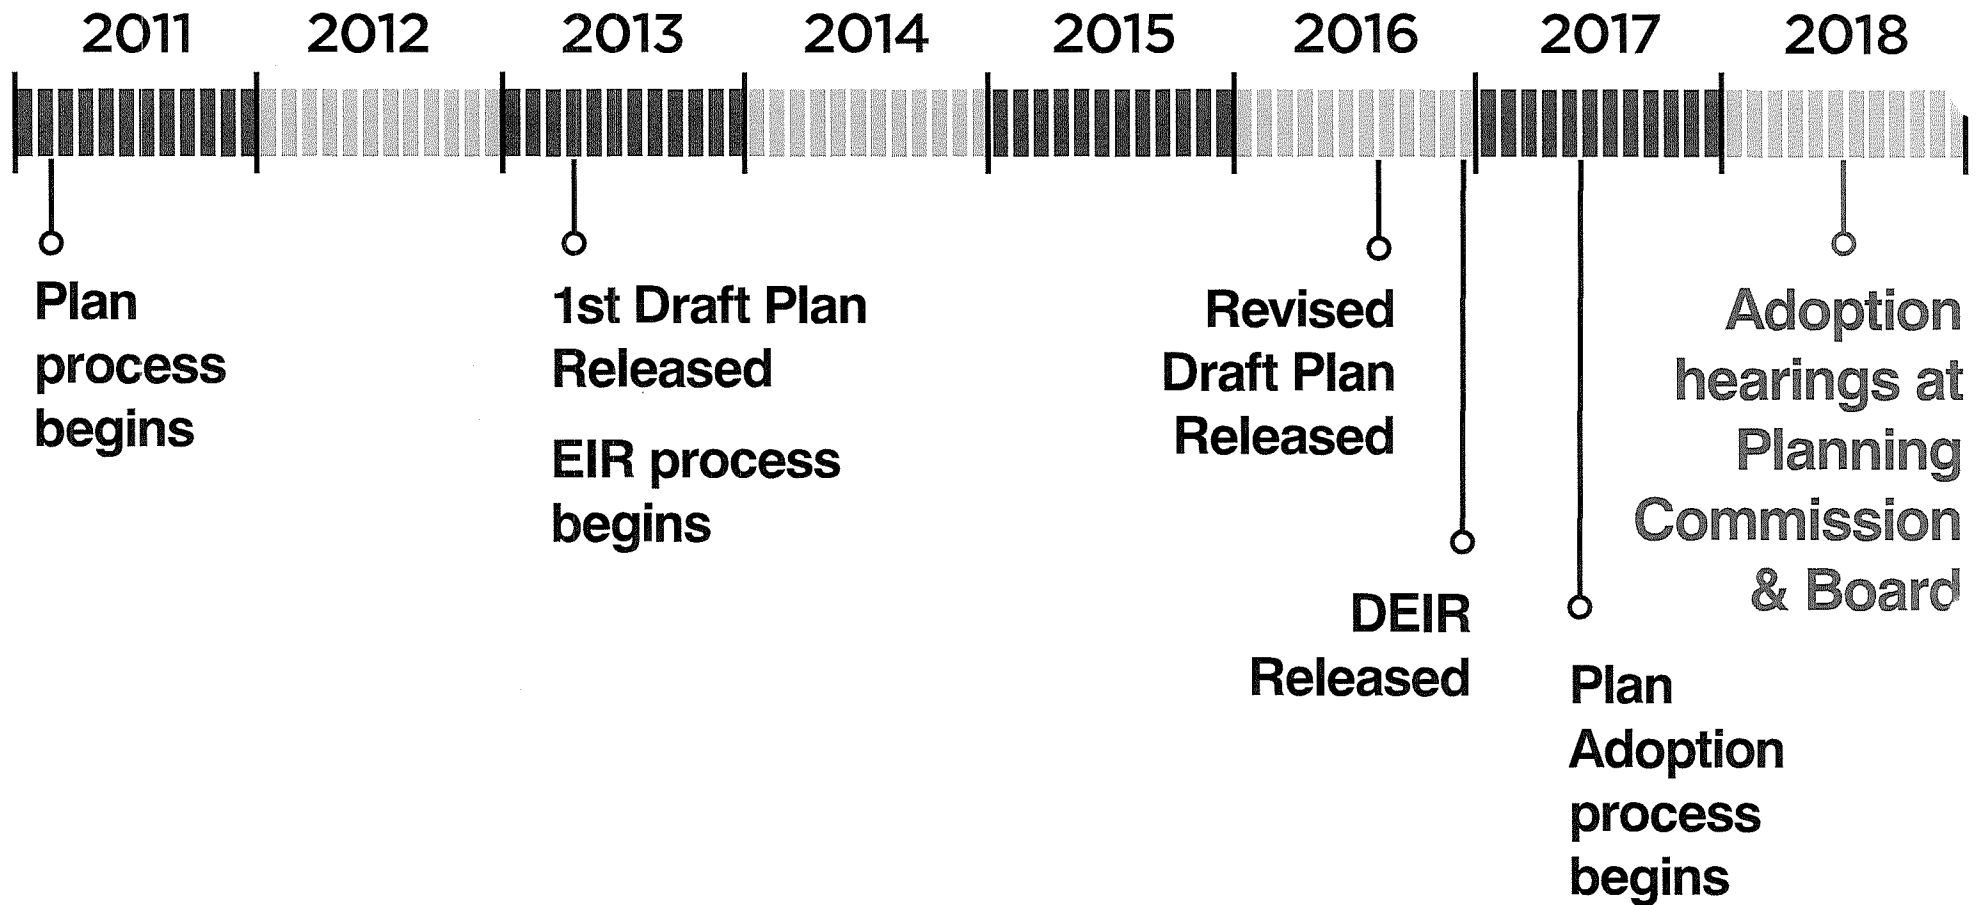 2011 2012 2013 2014 2015 2016 2017 2018
Plan
process
begins
1st Draft Plan
Released
EIR process
begins
Revised
Draft Plan
Released
DEIR
Released
Plan
Adoption
process
begins
Adoption
hearings at
Planning
Commission
& Board